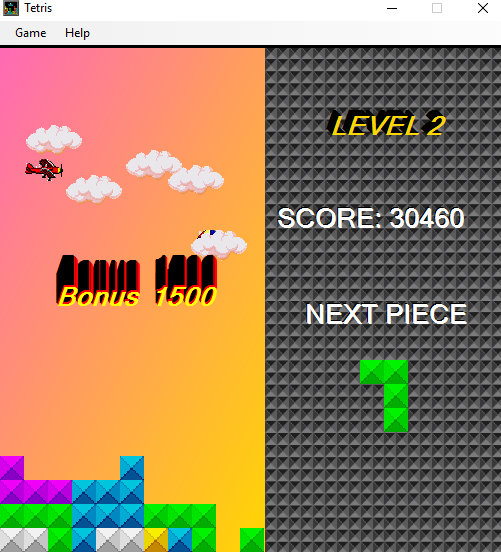 Tetris
Game Help
LEVEL 2
SCORE: 30460
Bonus 1500
NEXT PIECE